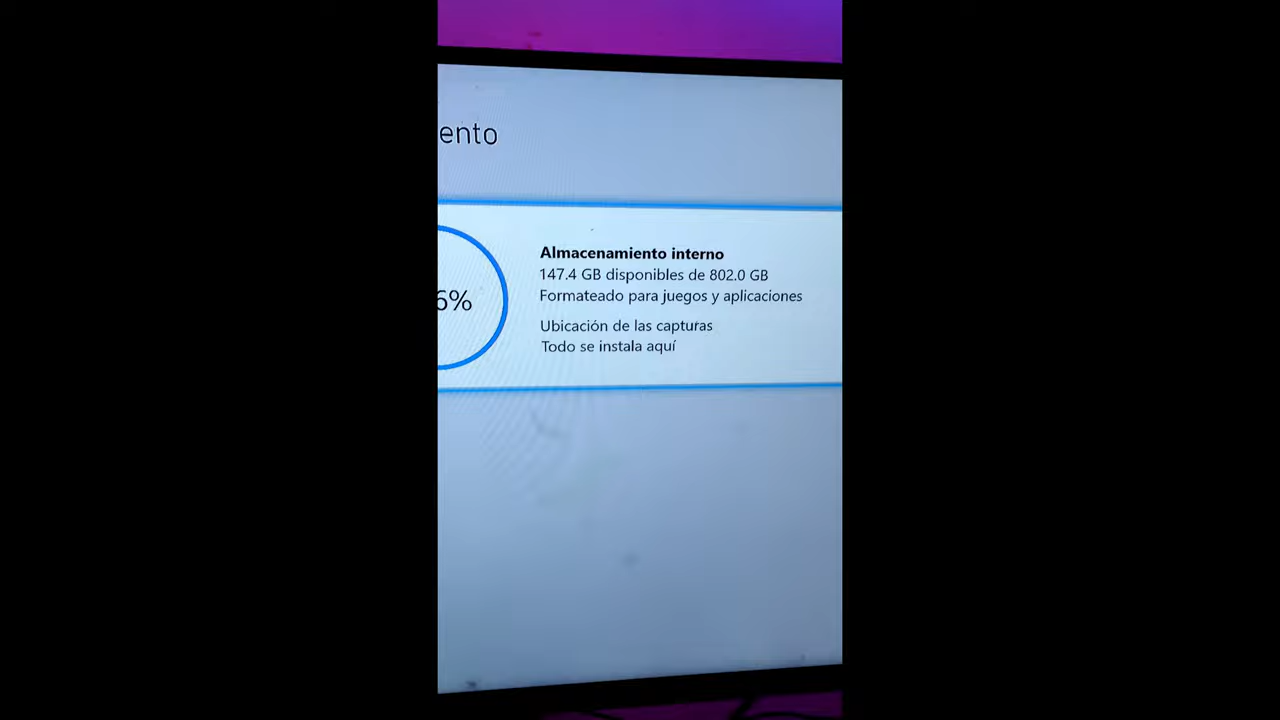 ento
Almacenamiento interno
147.4 GB disponibles de 802.0 GB
Formateado para juegos y aplicaciones
6%
Ubicación de las capturas
Todo se instala aquí